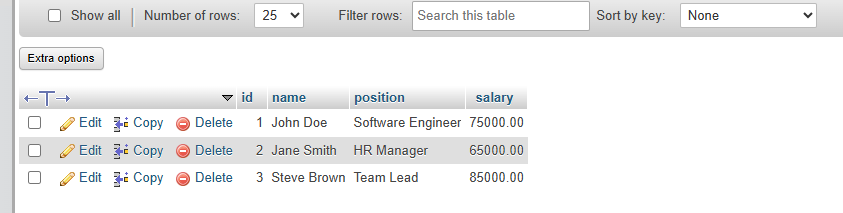 Show all Number of rows: 25 Filter rows: Search this table Sort by key: None
Extra options
id name position salary
Edit Copy Delete 1 John Doe Software Engineer 75000.00
Edit Copy Delete 2 Jane Smith HR Manager 65000.00
Edit Copy Delete 3 Steve Brown Team Lead 85000.00